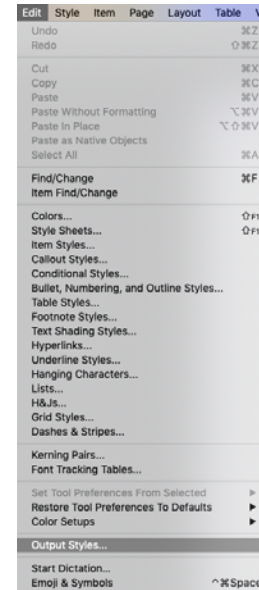 Edit Style Item Page Layout Table
Undo ⌘Z
Redo ⇧⌘Z
Cut ⌘X
Copy ⌘C
Paste ⌘V
Paste Without Formatting ⌥⌘V
Paste In Place ⌥⇧⌘V
Paste as Native Objects
Select All ⌘A
Find/Change ⌘F
Item Find/Change
Colors...
Style Sheets...
Item Styles...
Callout Styles...
Conditional Styles...
Bullet, Numbering, and Outline Styles...
Table Styles...
Footnote Styles...
Text Shading Styles...
Hyperlinks...
Underline Styles...
Hanging Characters...
Lists...
H&Js...
Grid Styles...
Dashes & Stripes...
Kerning Pairs...
Font Tracking Tables...
Set Tool Preferences From Selected
Restore Tool Preferences To Defaults
Color Setups
Output Styles...
Start Dictation...
Emoji & Symbols ^⌘Space